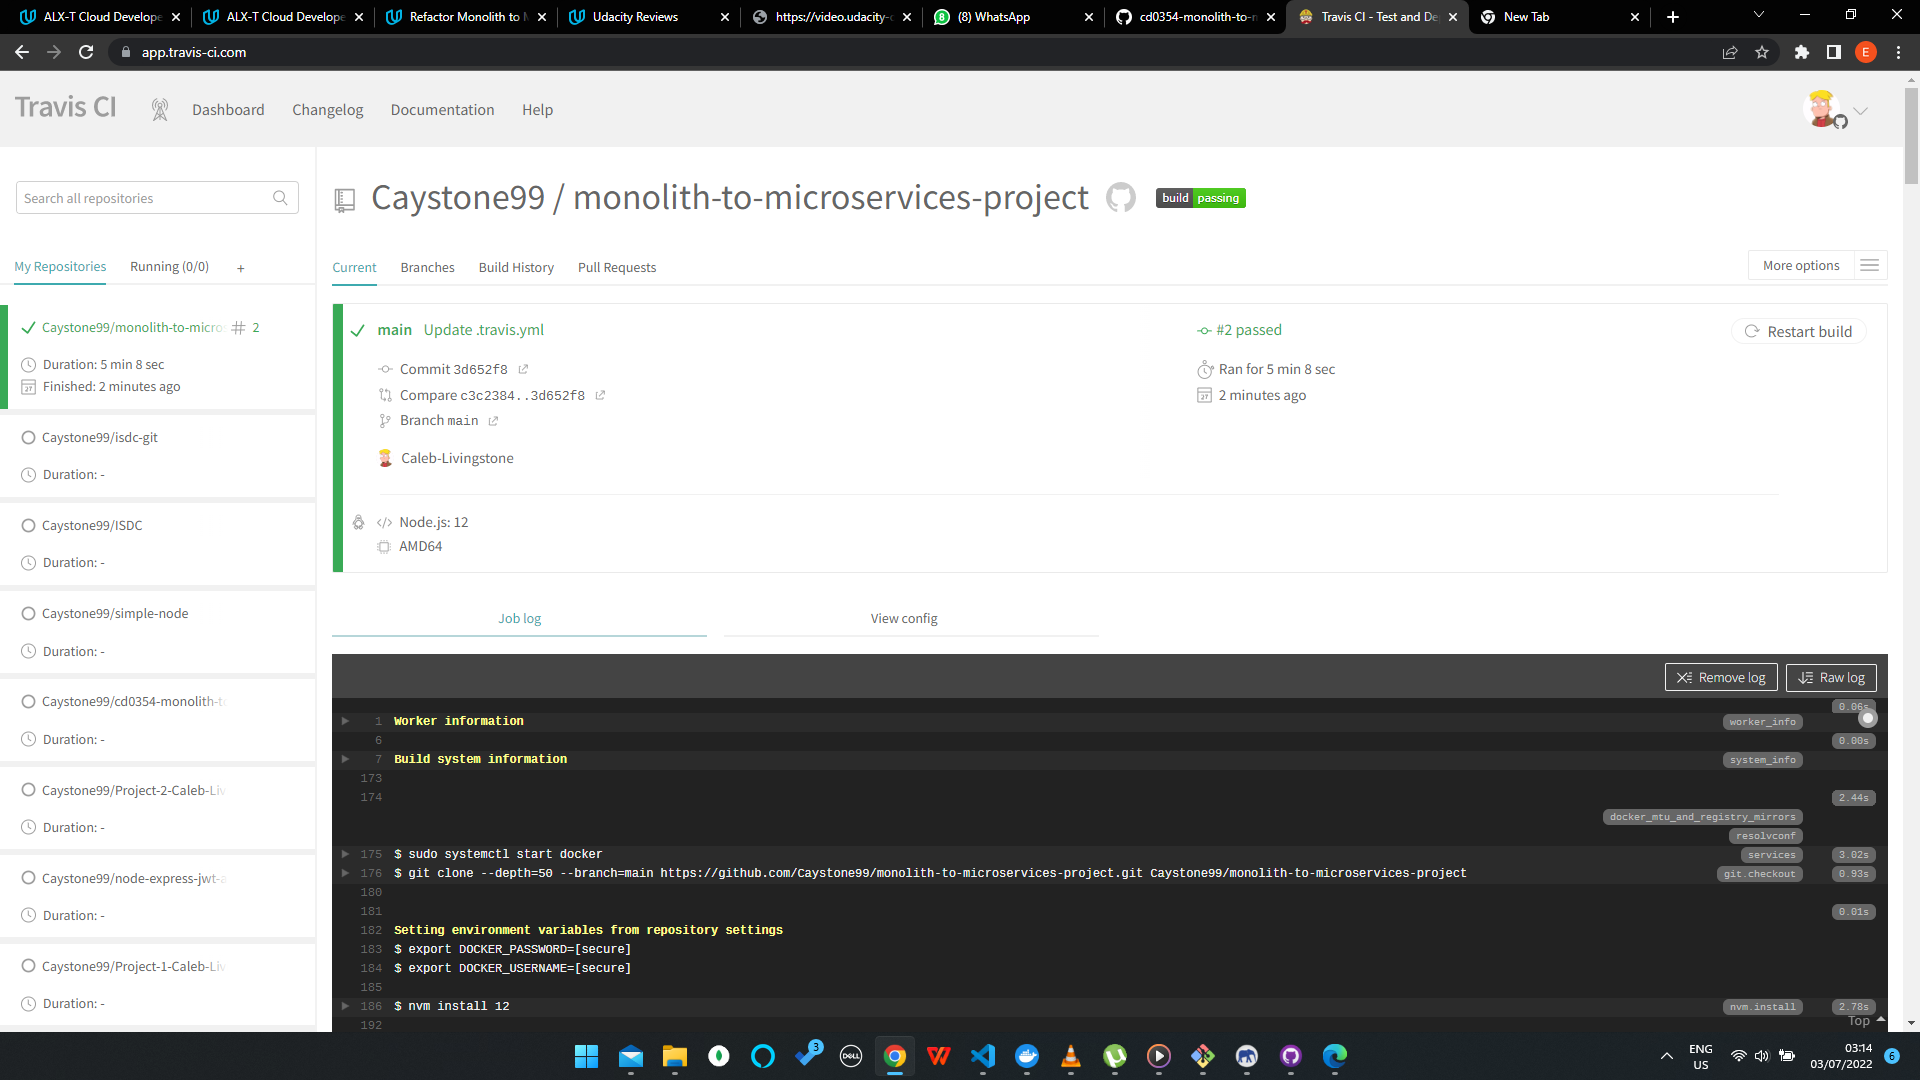 ALX-T Cloud Develope
ALX-T Cloud Develope
Refactor Monolith to M
Udacity Reviews
https://video.udacity-c
(8) WhatsApp
cd0354-monolith-to-m
Travis CI - Test and De
New Tab
app.travis-ci.com
E
Travis CI
Dashboard
Changelog
Documentation
Help
Search all repositories
Caystone99 / monolith-to-microservices-project
build passing
My Repositories
Running (0/0)
+
Current
Branches
Build History
Pull Requests
More options
Caystone99/monolith-to-micros
# 2
Duration: 5 min 8 sec
Finished: 2 minutes ago
main Update .travis.yml
#2 passed
Restart build
Commit 3d652f8
Ran for 5 min 8 sec
Compare c3c2384..3d652f8
2 minutes ago
Branch main
Caleb-Livingstone
Node.js: 12
AMD64
Caystone99/isdc-git
Duration: -
Caystone99/ISDC
Duration: -
Caystone99/simple-node
Duration: -
Caystone99/cd0354-monolith-to
Duration: -
Caystone99/Project-2-Caleb-Liv
Duration: -
Caystone99/node-express-jwt-a
Duration: -
Caystone99/Project-1-Caleb-Liv
Duration: -
Job log
View config
Remove log
Raw log
0.06s
1 Worker information worker_info
6 0.00s
7 Build system information system_info
173
174 2.44s
docker_mtu_and_registry_mirrors
resolvconf
175 $ sudo systemctl start docker services 3.02s
176 $ git clone --depth=50 --branch=main https://github.com/Caystone99/monolith-to-microservices-project.git Caystone99/monolith-to-microservices-project git.checkout 0.93s
180
181 0.01s
182 Setting environment variables from repository settings
183 $ export DOCKER_PASSWORD=[secure]
184 $ export DOCKER_USERNAME=[secure]
185
186 $ nvm install 12 nvm.install 2.78s
192
Top
3
DELL
ENG
US
03:14
03/07/2022
6